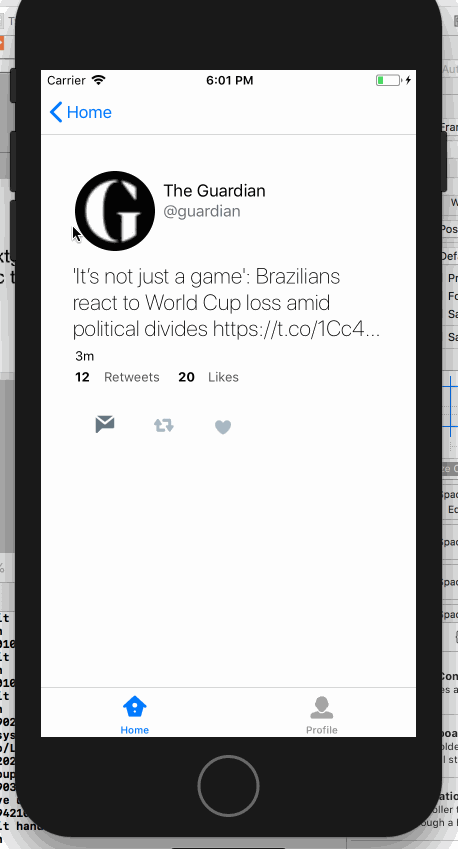 Carrier 6:01 PM
Home
G
The Guardian
@guardian
'It's not just a game': Brazilians
react to World Cup loss amid
political divides https://t.co/1Cc4...
3m
12 Retweets 20 Likes
Home Profile